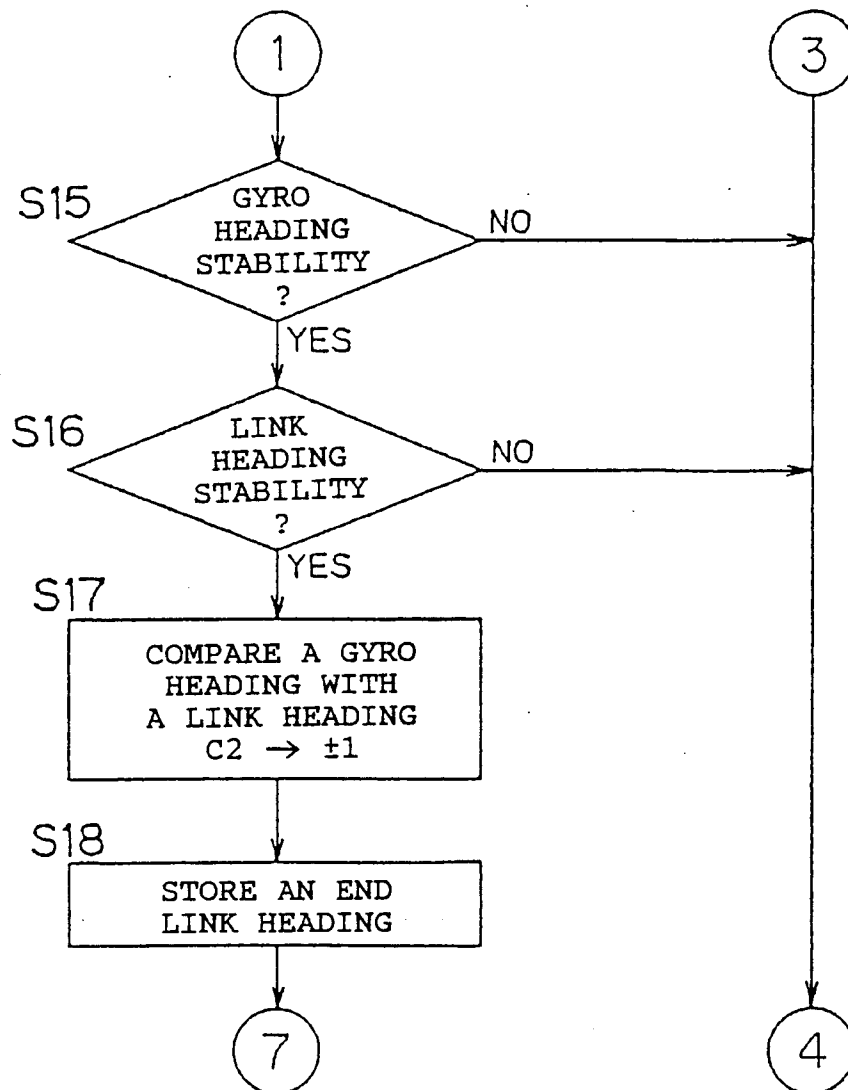 1
3
S15
GYRO
HEADING
STABILITY
?
NO
YES
S16
LINK
HEADING
STABILITY
?
NO
YES
S17
COMPARE A GYRO
HEADING WITH
A LINK HEADING
C2 → ±1
S18
STORE AN END
LINK HEADING
7
4